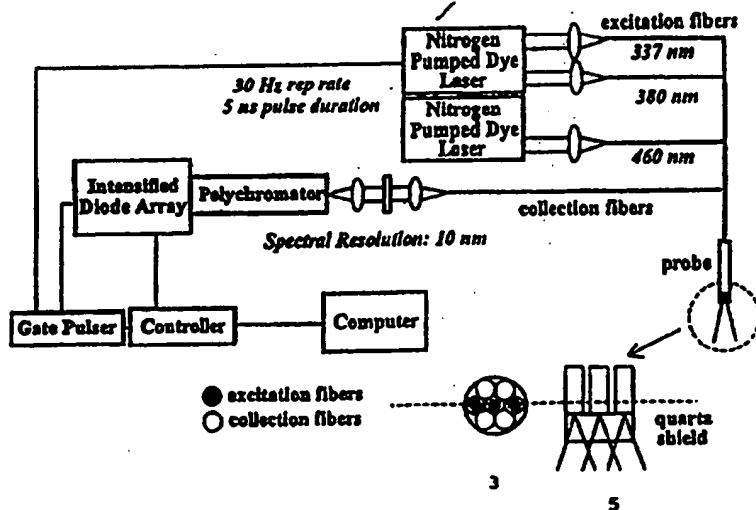 excitation fibers
Nitrogen
Pumped Dye
Laser
337 nm
30 Hz rep rate
5 ns pulse duration
380 nm
Nitrogen
Pumped Dye
Laser
460 nm
Intensified
Diode Array
Polychromator
collection fibers
Spectral Resolution: 10 nm
probe
Gate Pulser
Controller
Computer
excitation fibers
collection fibers
quartz
shield
3
5